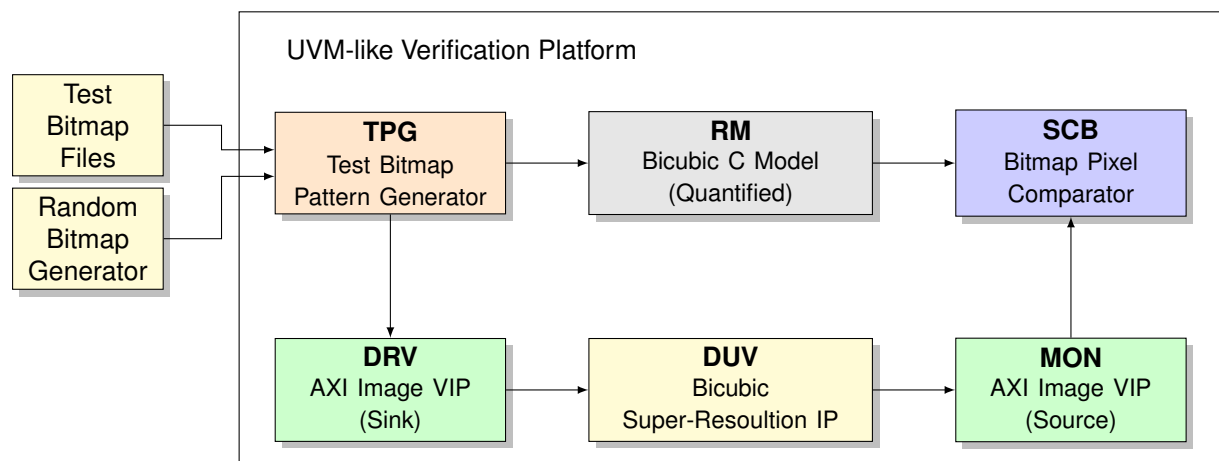 UVM-like Verification Platform
Test
Bitmap
Files
Random
Bitmap
Generator
TPG
Test Bitmap
Pattern Generator
RM
Bicubic C Model
(Quantified)
SCB
Bitmap Pixel
Comparator
DRV
AXI Image VIP
(Sink)
DUV
Bicubic
Super-Resoultion IP
MON
AXI Image VIP
(Source)